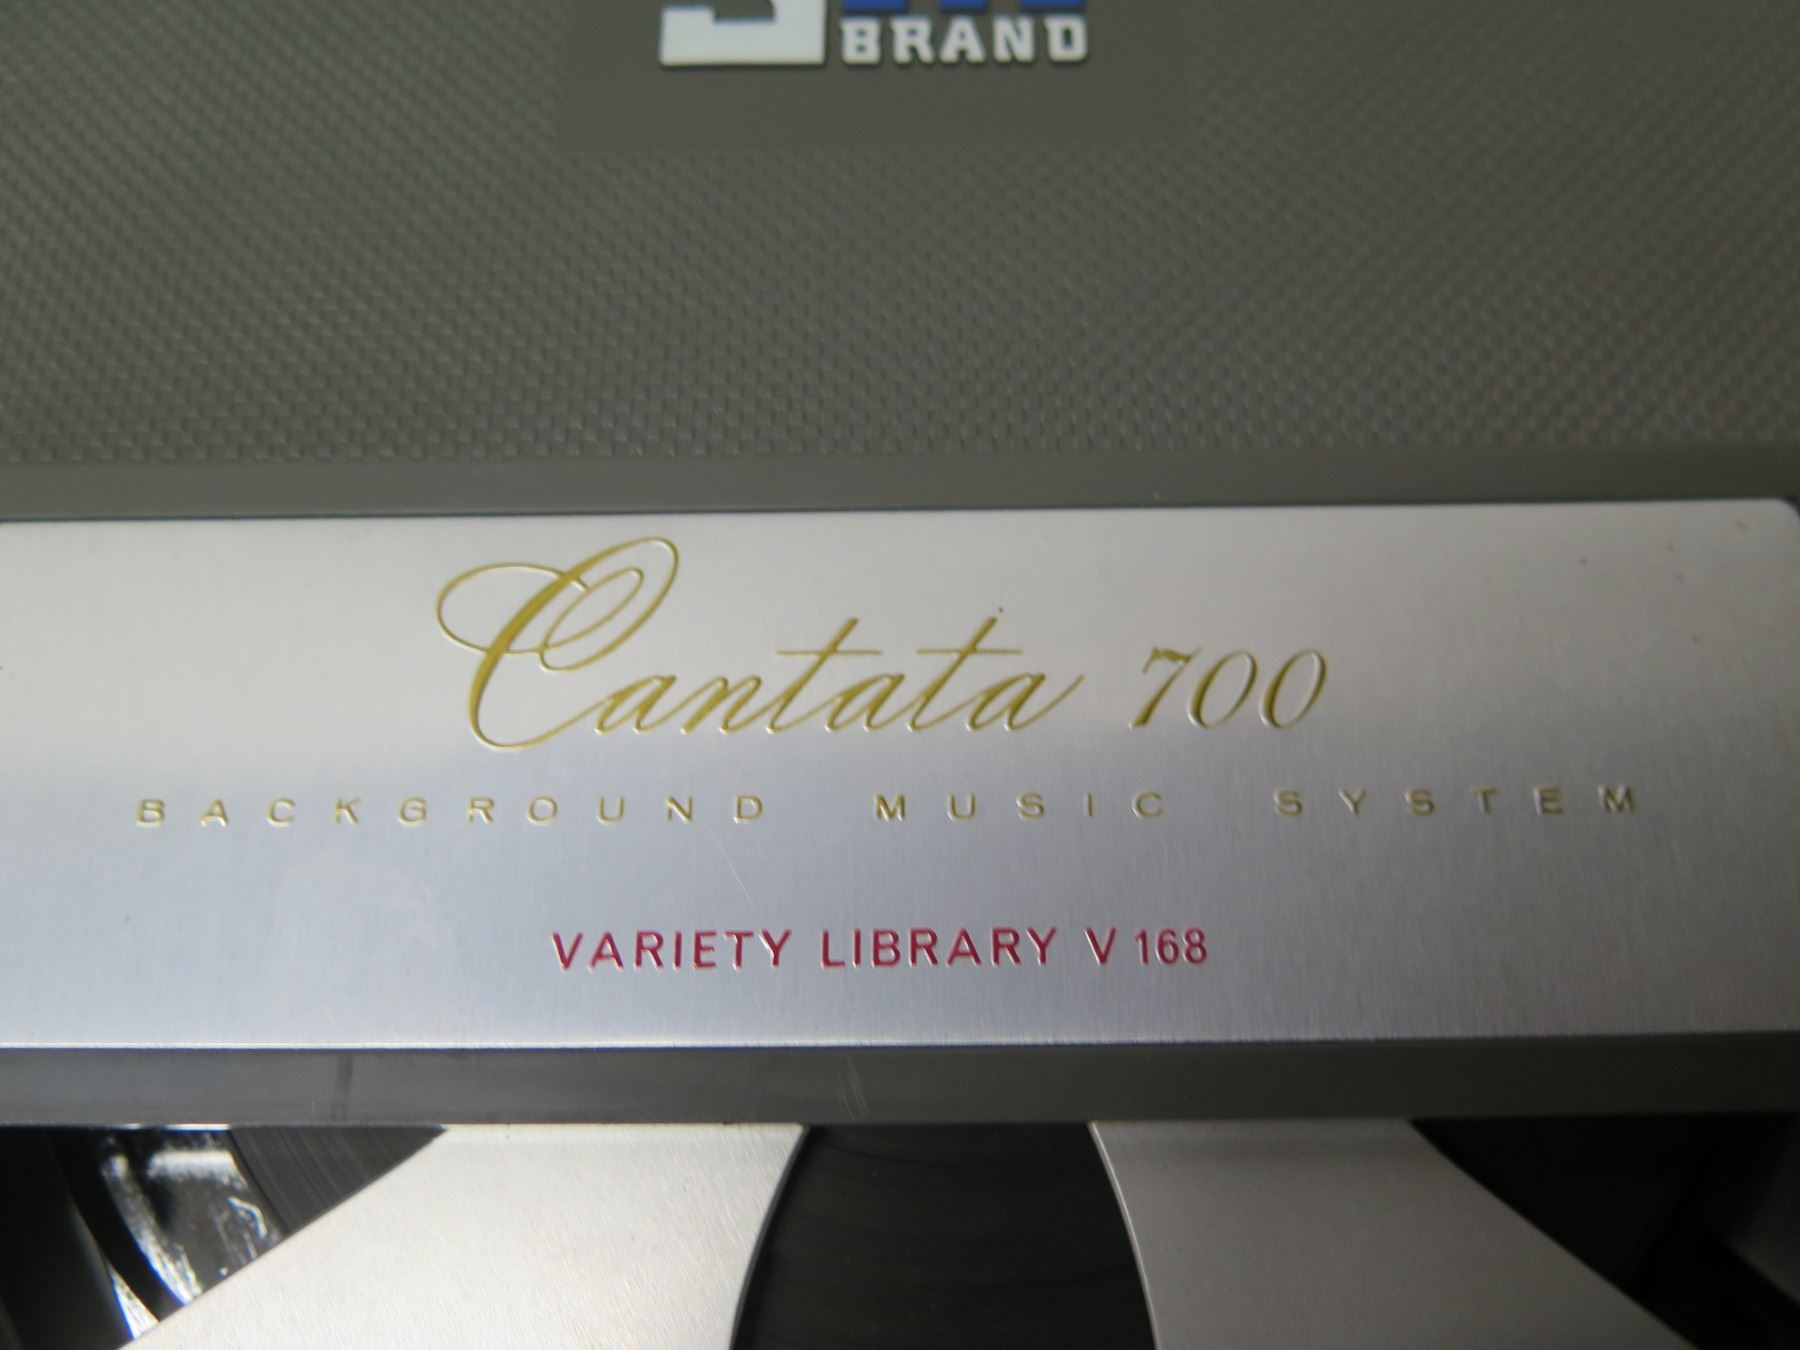 BRAND
Cantata 700
BACKGROUND MUSIC SYSTEM
VARIETY LIBRARY V 168